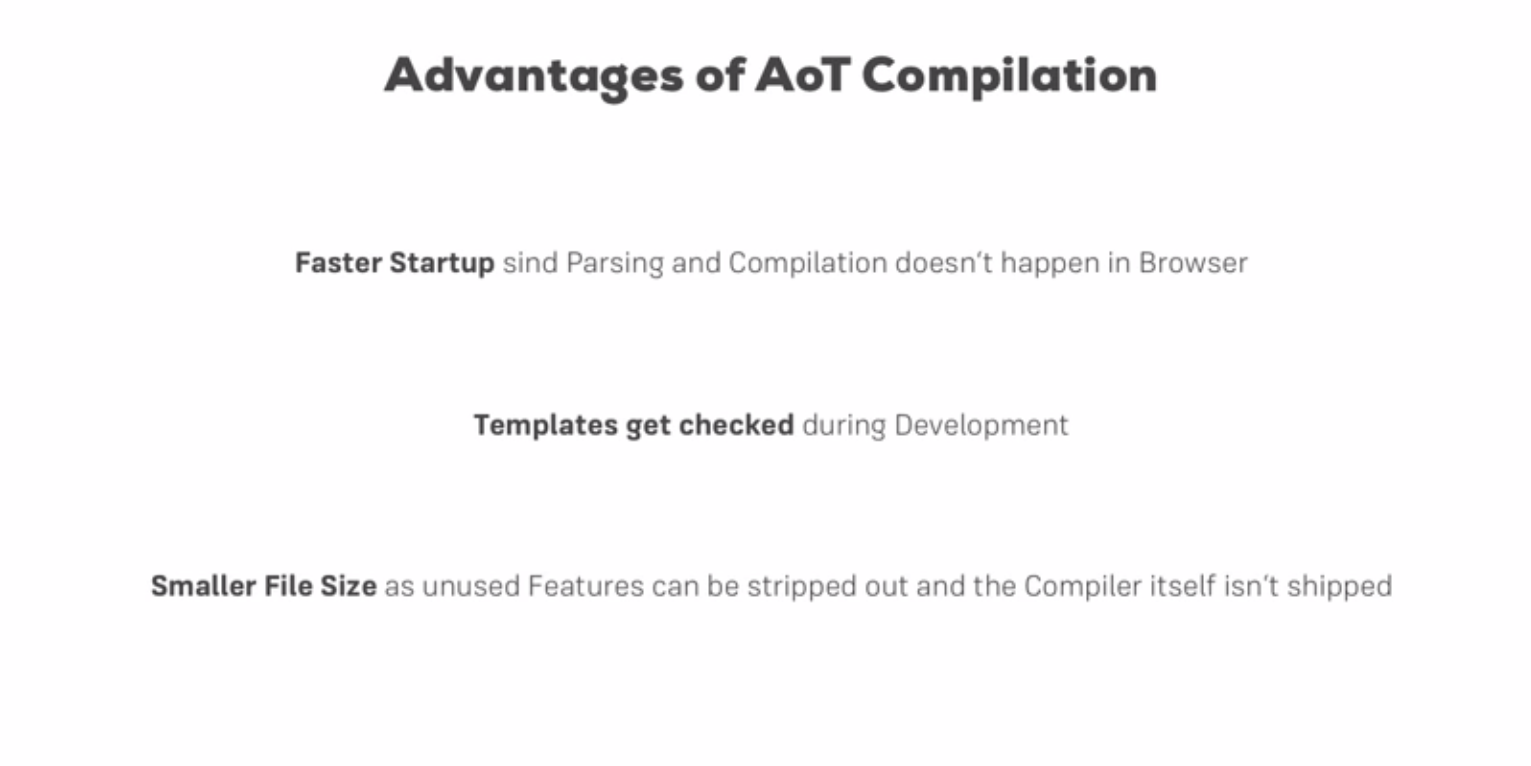 Advantages of AoT Compilation
Faster Startup sind Parsing and Compilation doesn't happen in Browser
Templates get checked during Development
Smaller File Size as unused Features can be stripped out and the Compiler itself isn't shipped